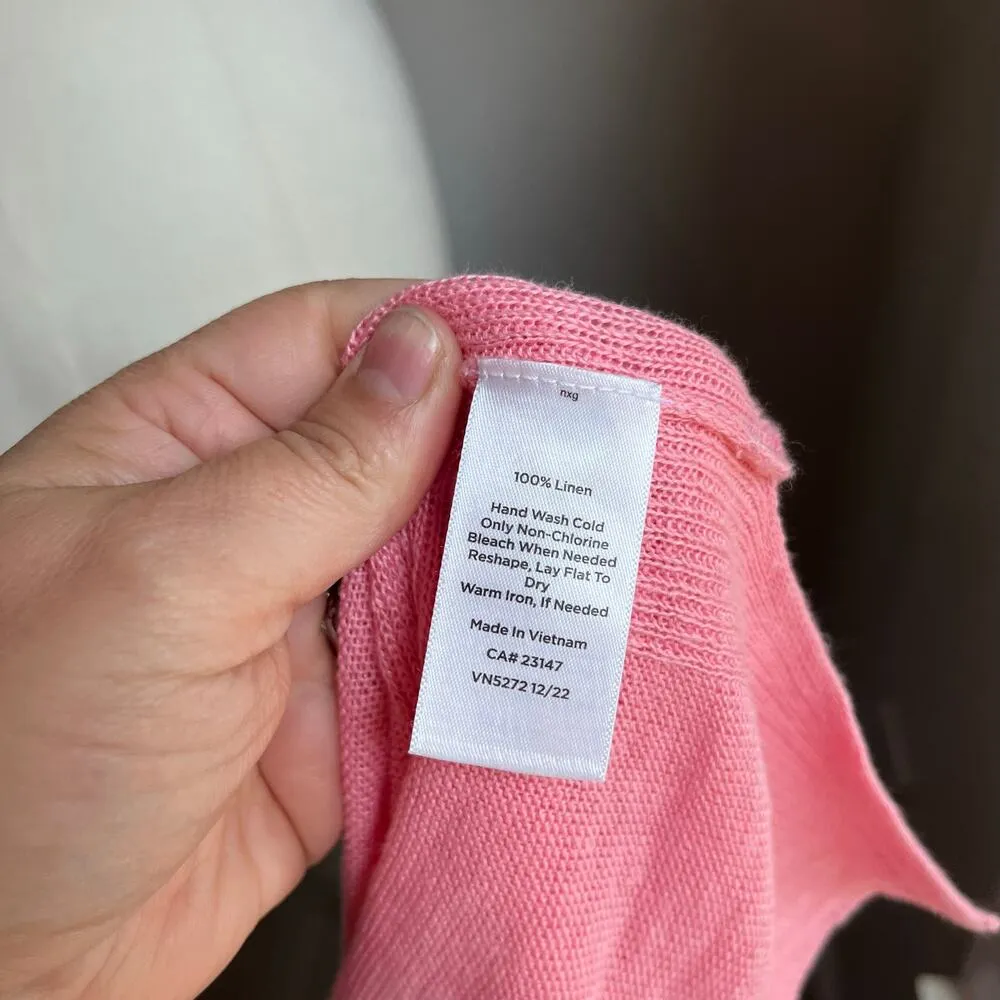 nxg
100% Linen
Hand Wash Cold
Only Non-Chlorine
Bleach When Needed
Reshape, Lay Flat To
Dry
Warm Iron, If Needed
Made In Vietnam
CA# 23147
VN5272 12/22